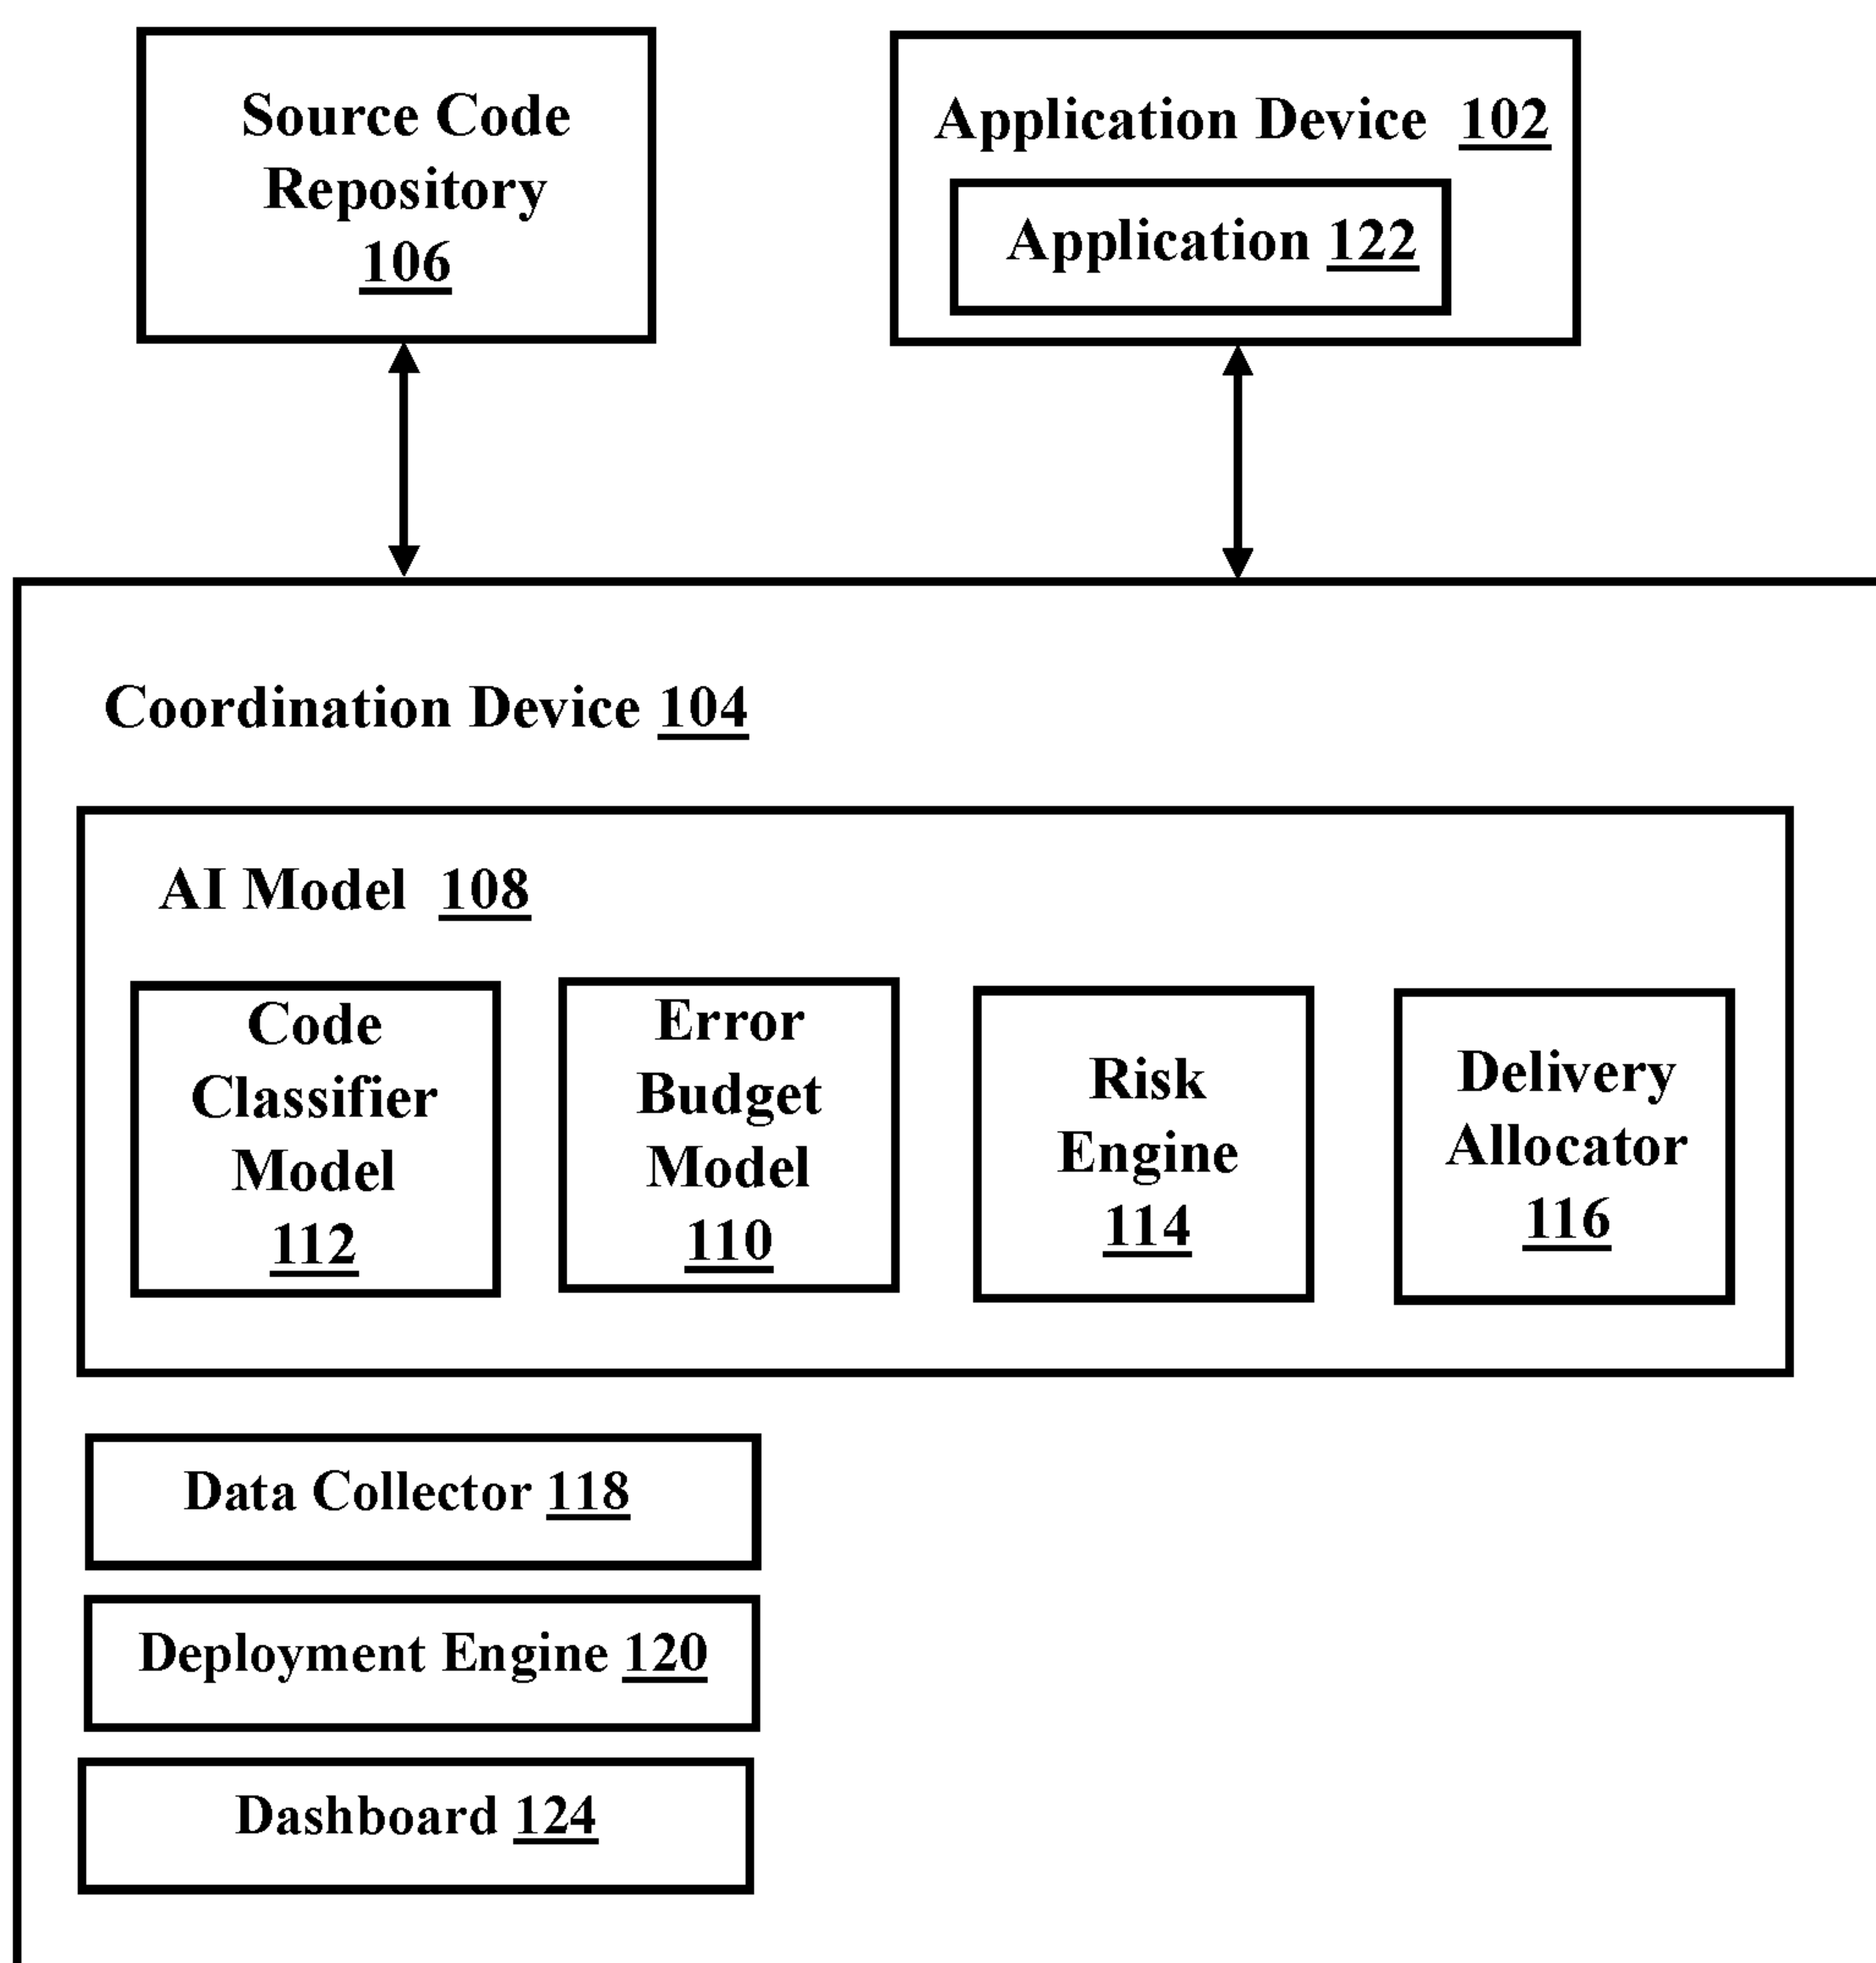 Source Code
Repository
106
Application Device 102
Application 122
Coordination Device 104
AI Model 108
Code
Classifier
Model
112
Error
Budget
Model
110
Risk
Engine
114
Delivery
Allocator
116
Data Collector 118
Deployment Engine 120
Dashboard 124